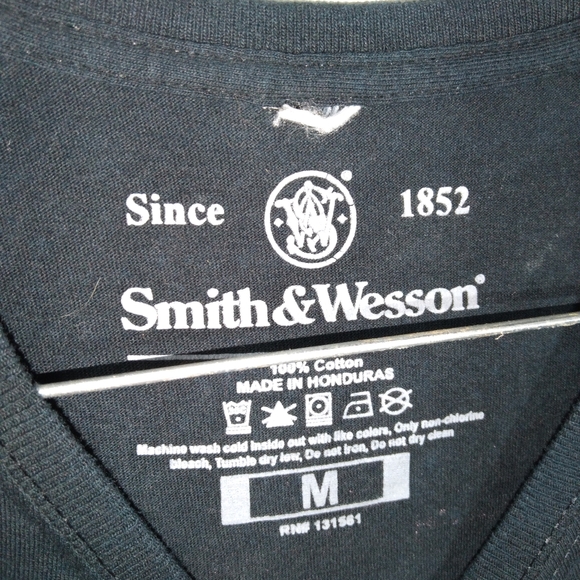 Since 1852
Smith & Wesson
100% Cotton
MADE IN HONDURAS
Machine wash cold inside out with like colors, Only non-chlorine
bleach, Tumble dry low, Do not iron, Do not dry clean
M
RN# 131561